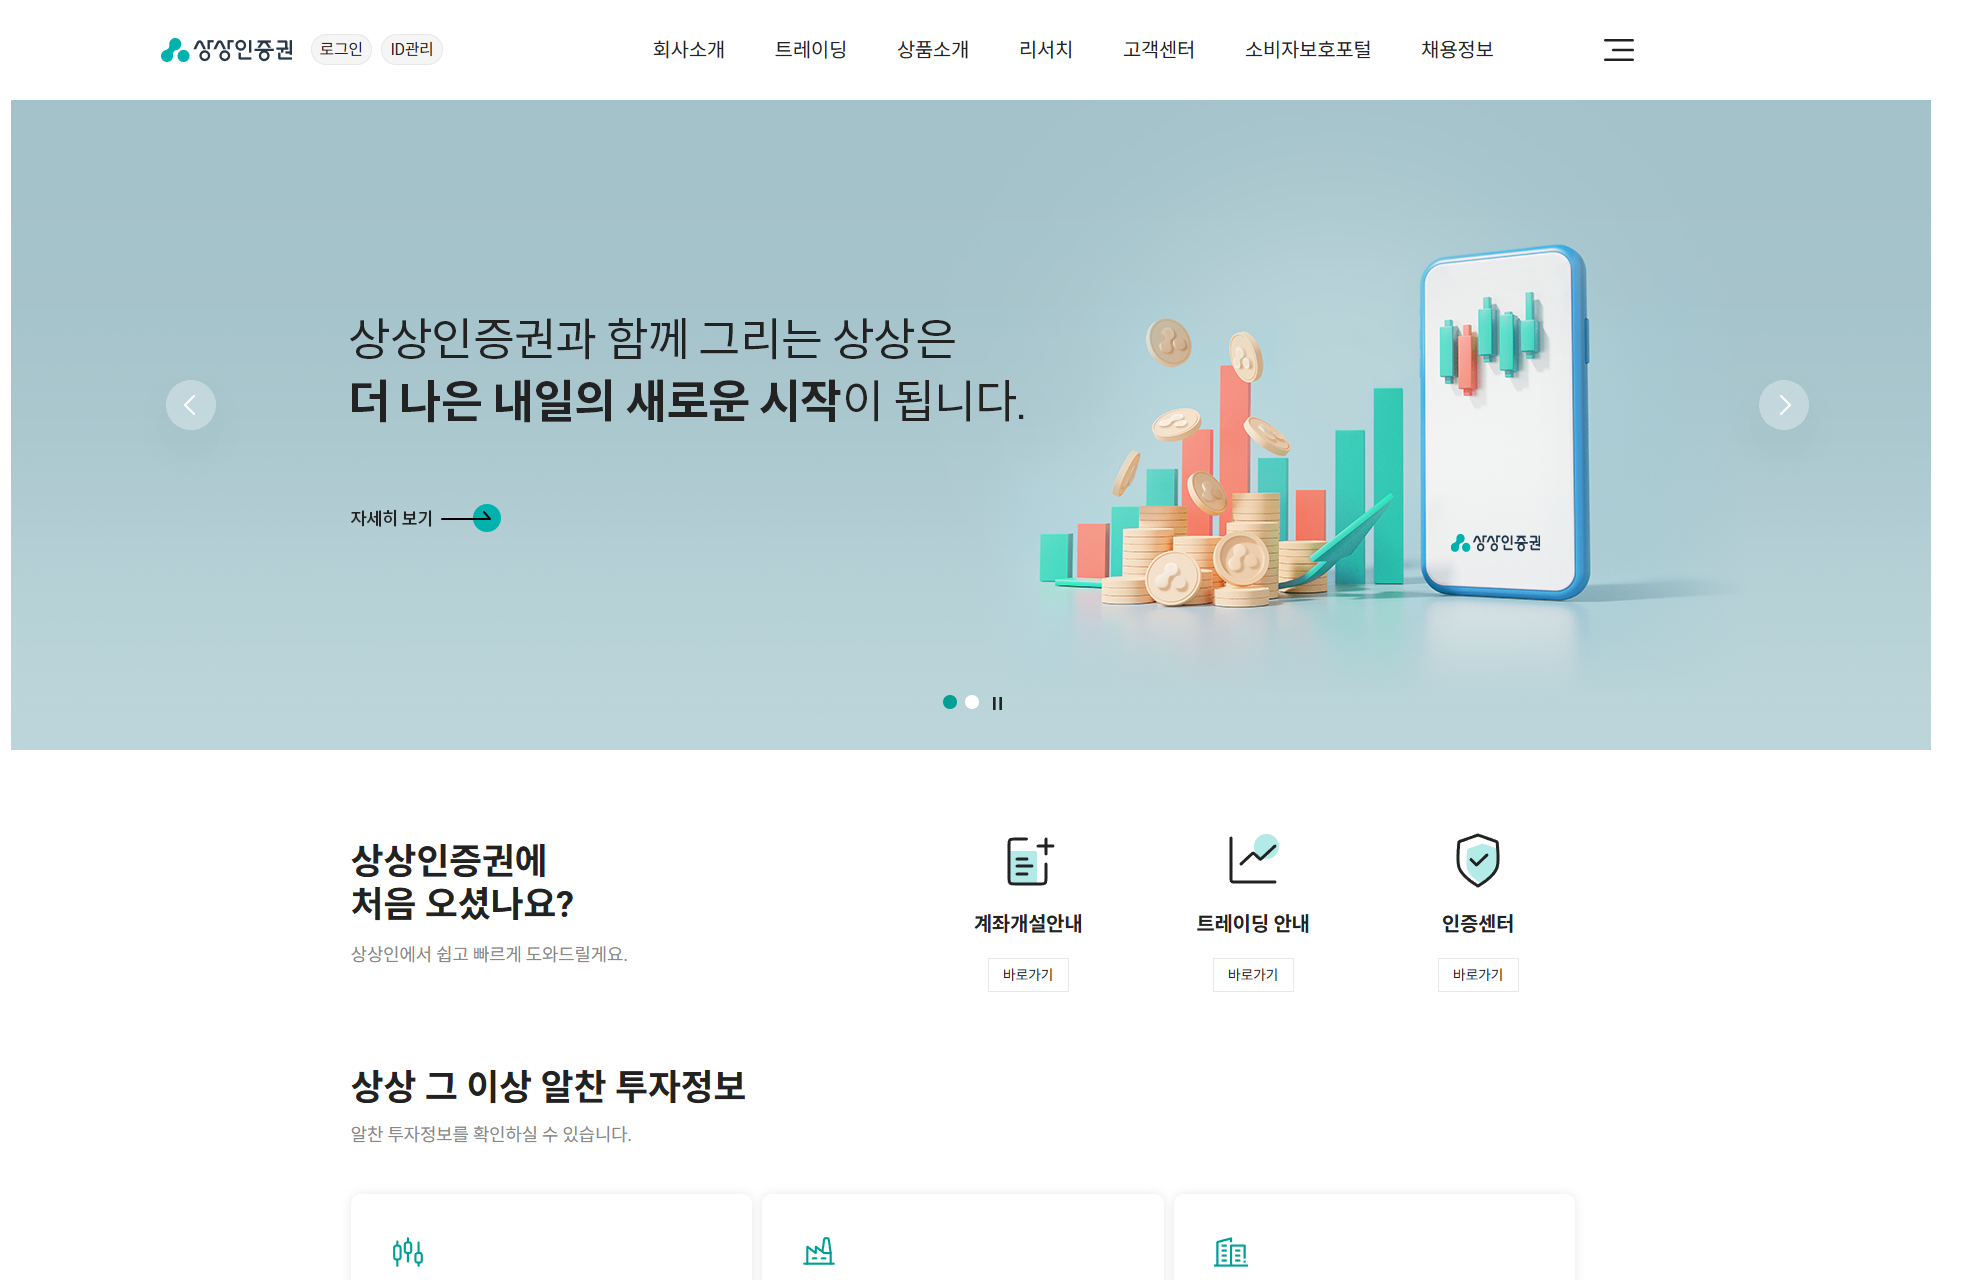 상상인증권
로그인
ID관리
회사소개
트레이딩
상품소개
리서치
고객센터
소비자보호포털
채용정보
상상인증권과 함께 그리는 상상은
더 나은 내일의 새로운 시작이 됩니다.
자세히 보기
상상인증권
상상인증권에
처음 오셨나요?
상상인에서 쉽고 빠르게 도와드릴게요.
계좌개설안내
바로가기
트레이딩 안내
바로가기
인증센터
바로가기
상상 그 이상 알찬 투자정보
알찬 투자정보를 확인하실 수 있습니다.